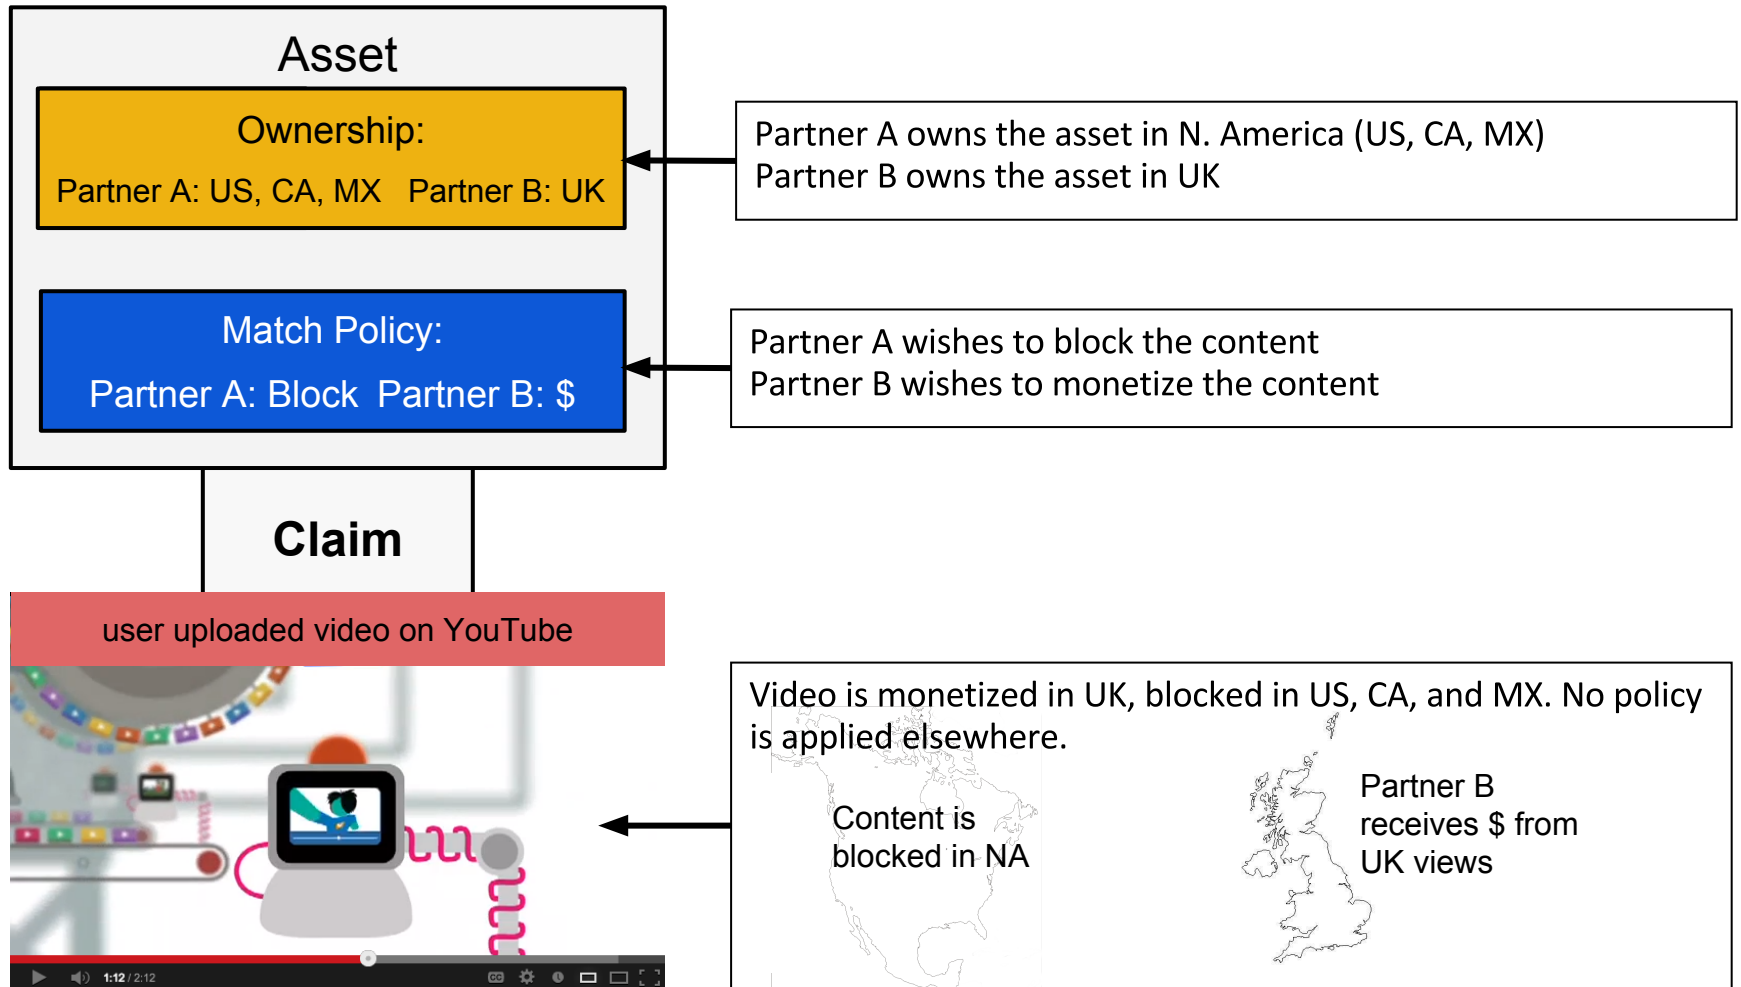 Asset
Ownership:
Partner A: US, CA, MX Partner B: UK
Partner A owns the asset in N. America (US, CA, MX)
Partner B owns the asset in UK
Match Policy:
Partner A: Block Partner B: $
Partner A wishes to block the content
Partner B wishes to monetize the content
Claim
user uploaded video on YouTube
1:12 / 2:12
CC
Video is monetized in UK, blocked in US, CA, and MX. No policy
is applied elsewhere.
Content is
blocked in NA
Partner B
receives $ from
UK views